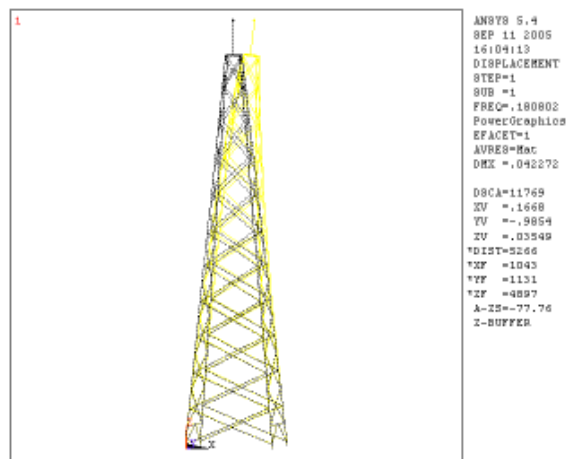 1
ANSYS 5.4
SEP 11 2005
16:04:13
DISPLACEMENT
STEP=1
SUB =1
FREQ=.180802
PowerGraphics
EFACET=1
AVRES=Mat
DMX =.042272
DSCA=11769
XV =.1668
YV =-.9854
ZV =.03549
*DIST=5266
*XF =1043
*YF =1131
*ZF =4897
A-ZS=-77.76
Z-BUFFER
X